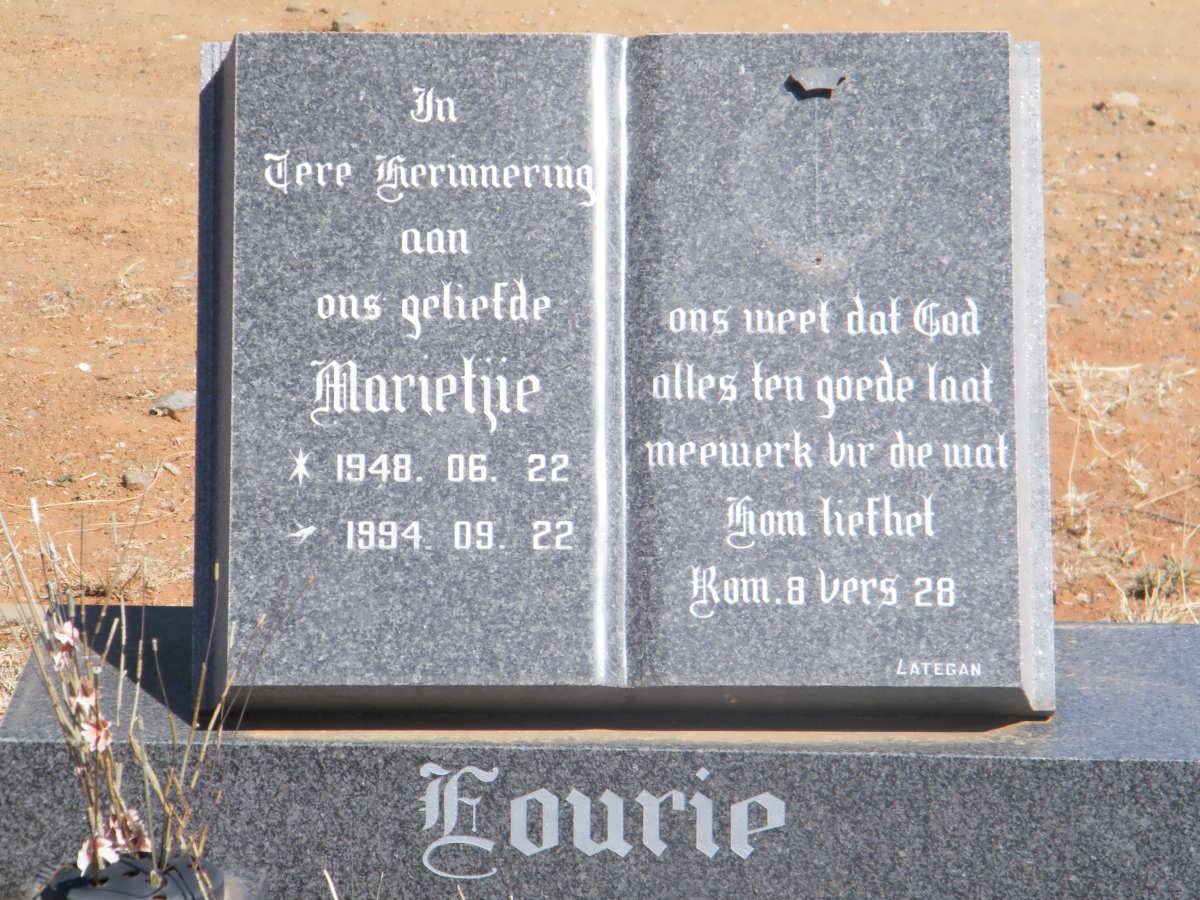 In
Tere Herinnering
aan
ons geliefde
Marietjie
1948. 06. 22
1994. 09. 22
ons weet dat God
alles ten goede laat
meewerk vir die wat
Hom liefhet
Rom. 8 vers 28
LATEGAN
Lourie